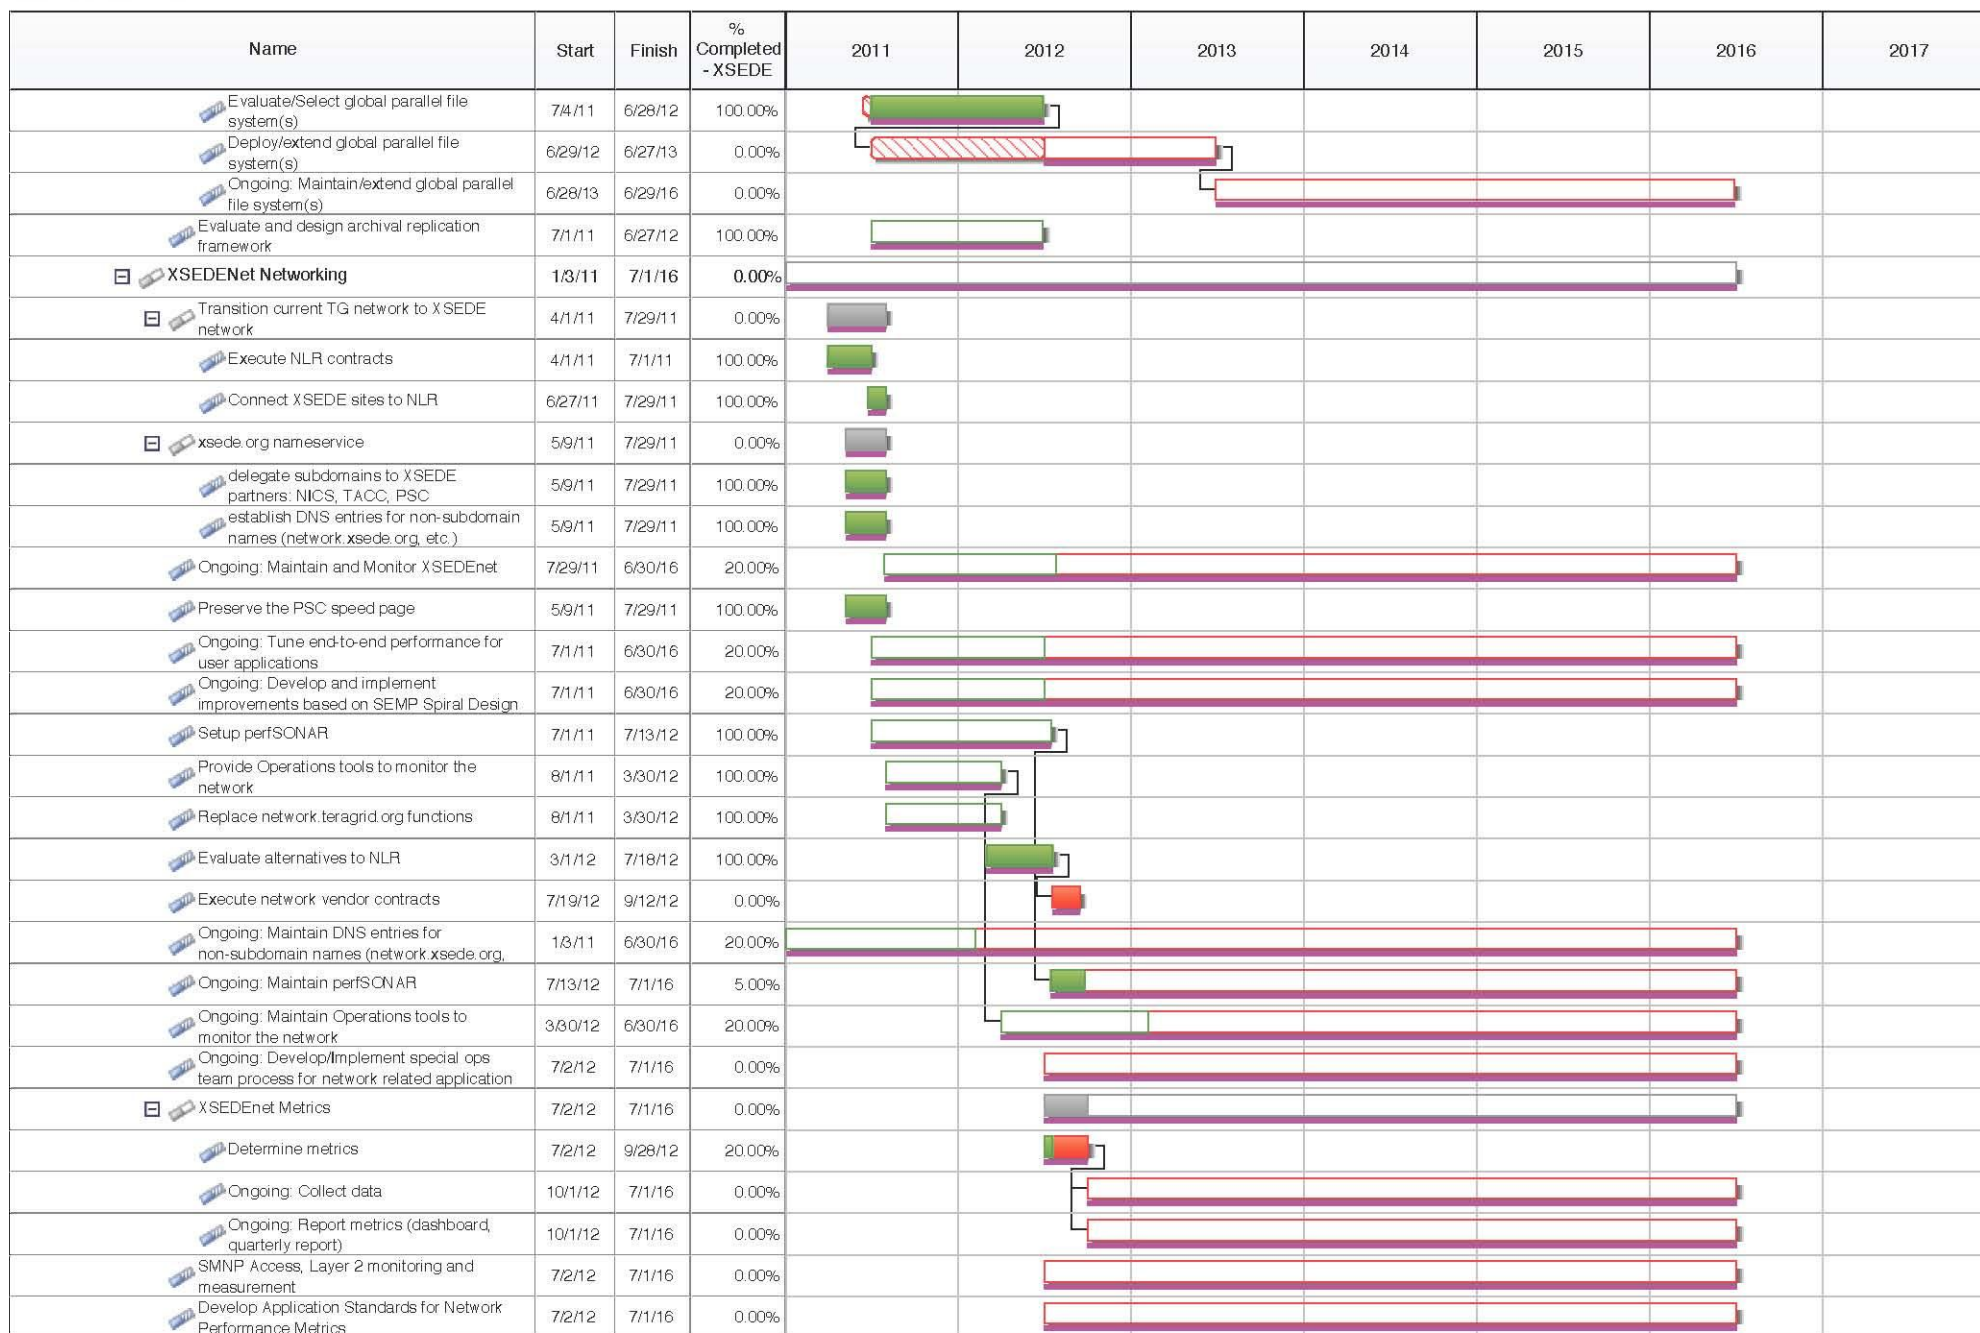 Name Start Finish % Completed - XSEDE 2011 2012 2013 2014 2015 2016 2017
Evaluate/Select global parallel file
system(s) 7/4/11 6/28/12 100.00%
Deploy/extend global parallel file
system(s) 6/29/12 6/27/13 0.00%
Ongoing: Maintain/extend global parallel
file system(s) 6/28/13 6/29/16 0.00%
Evaluate and design archival replication
framework 7/1/11 6/27/12 100.00%
XSEDENet Networking 1/3/11 7/1/16 0.00%
Transition current TG network to XSEDE
network 4/1/11 7/29/11 0.00%
Execute NLR contracts 4/1/11 7/1/11 100.00%
Connect XSEDE sites to NLR 6/27/11 7/29/11 100.00%
xsede.org nameservice 5/9/11 7/29/11 0.00%
delegate subdomains to XSEDE
partners: NICS, TACC, PSC 5/9/11 7/29/11 100.00%
establish DNS entries for non-subdomain
names (network.xsede.org, etc.) 5/9/11 7/29/11 100.00%
Ongoing: Maintain and Monitor XSEDEnet 7/29/11 6/30/16 20.00%
Preserve the PSC speed page 5/9/11 7/29/11 100.00%
Ongoing: Tune end-to-end performance for
user applications 7/1/11 6/30/16 20.00%
Ongoing: Develop and implement
improvements based on SEMP Spiral Design 7/1/11 6/30/16 20.00%
Setup perfSONAR 7/1/11 7/13/12 100.00%
Provide Operations tools to monitor the
network 8/1/11 3/30/12 100.00%
Replace network.teragrid.org functions 8/1/11 3/30/12 100.00%
Evaluate alternatives to NLR 3/1/12 7/18/12 100.00%
Execute network vendor contracts 7/19/12 9/12/12 0.00%
Ongoing: Maintain DNS entries for
non-subdomain names (network.xsede.org, 1/3/11 6/30/16 20.00%
Ongoing: Maintain perfSONAR 7/13/12 7/1/16 5.00%
Ongoing: Maintain Operations tools to
monitor the network 3/30/12 6/30/16 20.00%
Ongoing: Develop/Implement special ops
team process for network related application 7/2/12 7/1/16 0.00%
XSEDEnet Metrics 7/2/12 7/1/16 0.00%
Determine metrics 7/2/12 9/28/12 20.00%
Ongoing: Collect data 10/1/12 7/1/16 0.00%
Ongoing: Report metrics (dashboard,
quarterly report) 10/1/12 7/1/16 0.00%
SMNP Access, Layer 2 monitoring and
measurement 7/2/12 7/1/16 0.00%
Develop Application Standards for Network
Performance Metrics 7/2/12 7/1/16 0.00%